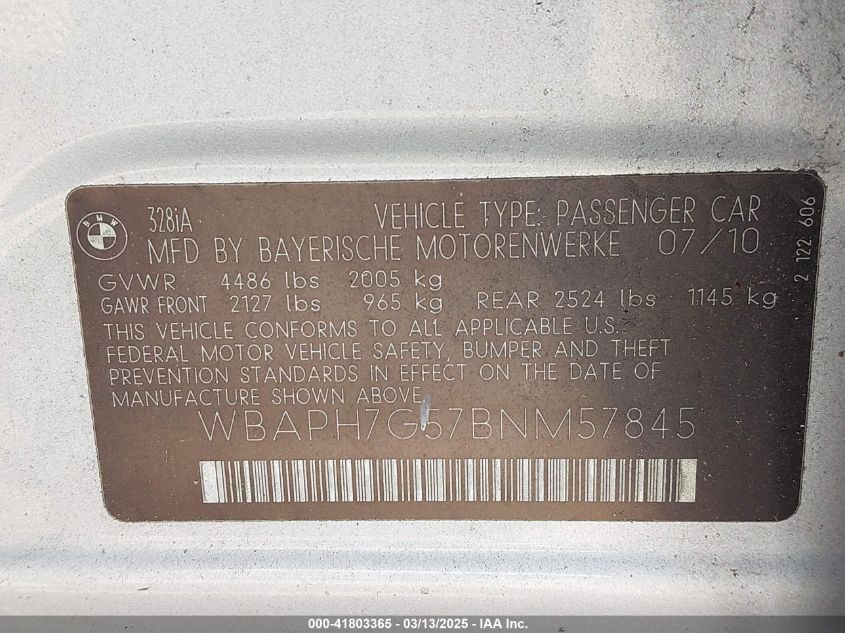 BMW
328iA
VEHICLE TYPE: PASSENGER CAR
MFD BY BAYERISCHE MOTORENWERKE 07/10
GVWR 4486 lbs 2005 kg
GAWR FRONT 2127 lbs 965 kg REAR 2524 lbs 1145 kg
THIS VEHICLE CONFORMS TO ALL APPLICABLE U.S.
FEDERAL MOTOR VEHICLE SAFETY, BUMPER AND THEFT
PREVENTION STANDARDS IN EFFECT ON THE DATE OF
MANUFACTURE SHOWN ABOVE.
WBAPH7G57BNM57845
2 122 606
000-41803365 - 03/13/2025 - IAA Inc.